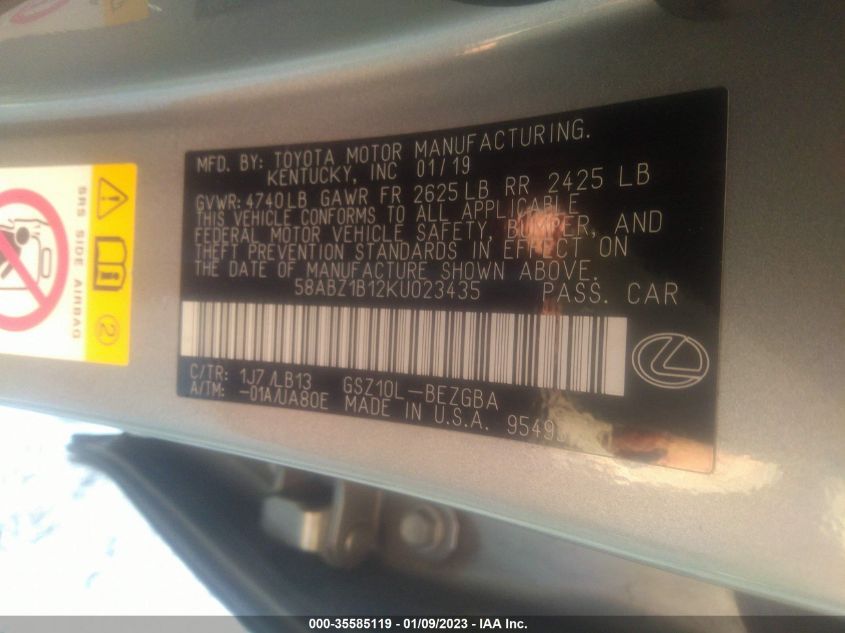 MFD. BY: TOYOTA MOTOR MANUFACTURING.
KENTUCKY, INC 01/19
GVWR: 4740LB GAWR FR 2625LB RR 2425 LB
THIS VEHICLE CONFORMS TO ALL APPLICABLE
FEDERAL MOTOR VEHICLE SAFETY, BUMPER, AND
THEFT PREVENTION STANDARDS IN EFFECT ON
THE DATE OF MANUFACTURE SHOWN ABOVE.
58ABZ1B12KU023435 PASS. CAR
C/TR: 1J7/LB13 GSZ10L-BEZGBA
A/TM: -01A/UA80E MADE IN U.S.A.
SRS SIDE AIRBAG
2
000-35585119 - 01/09/2023 - IAA Inc.